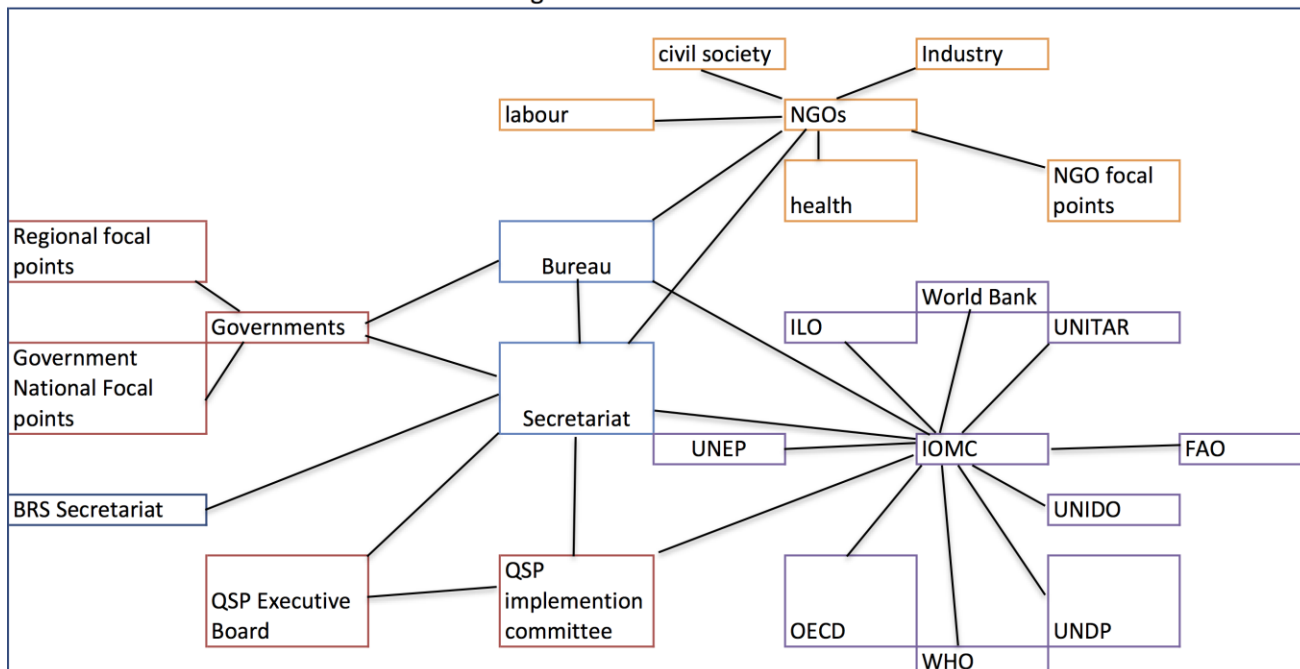 civil society
Industry
labour
NGOs
NGO focal
points
health
Regional focal
points
Bureau
World Bank
Governments
ILO
UNITAR
Government
National Focal
points
Secretariat
UNEP
IOMC
FAO
BRS Secretariat
UNIDO
QSP Executive
Board
QSP
implemention
committee
OECD
UNDP
WHO